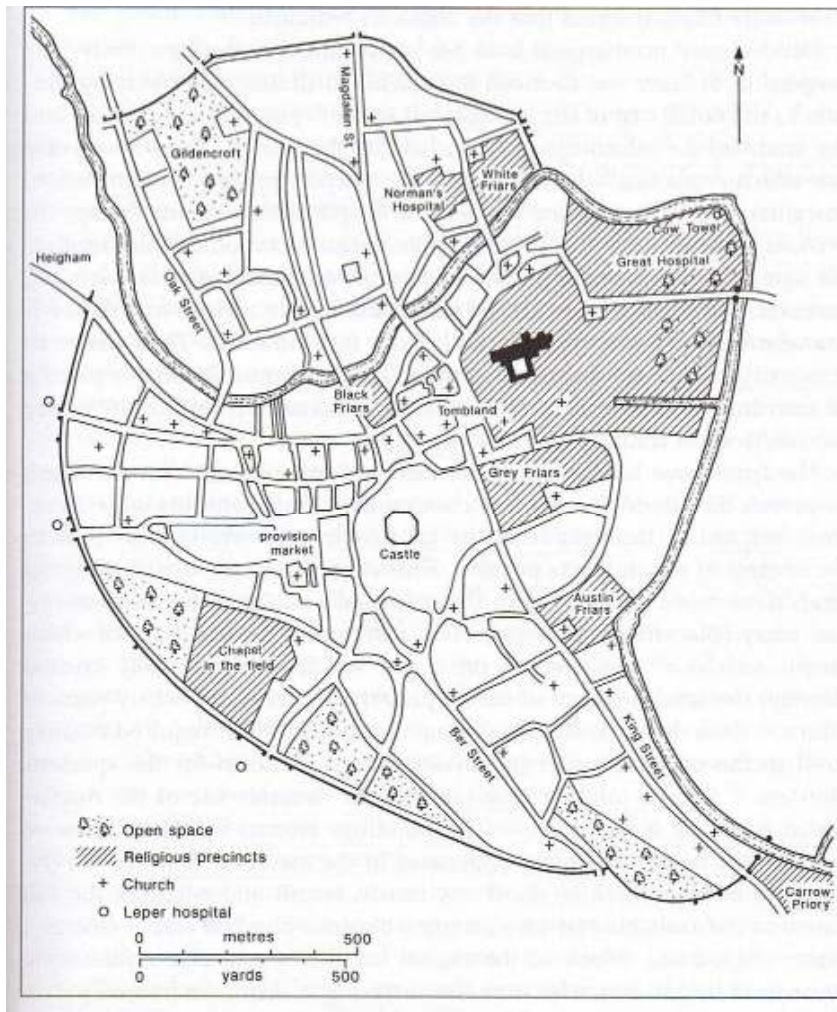 N
Magdalen S.
Gildencroft
White
Friars
Norman's
Hospital
Cow Tower
Great Hospital
Heigham
Oak Street
Black
Friars
Tombland
Grey Friars
provision
market
Castle
Austin
Friars
Chapel
in the field
Ber Street
King Street
Open space
Religious precincts
Church
Leper hospital
Carrow
Priory
0 metres 500
0 yards 500